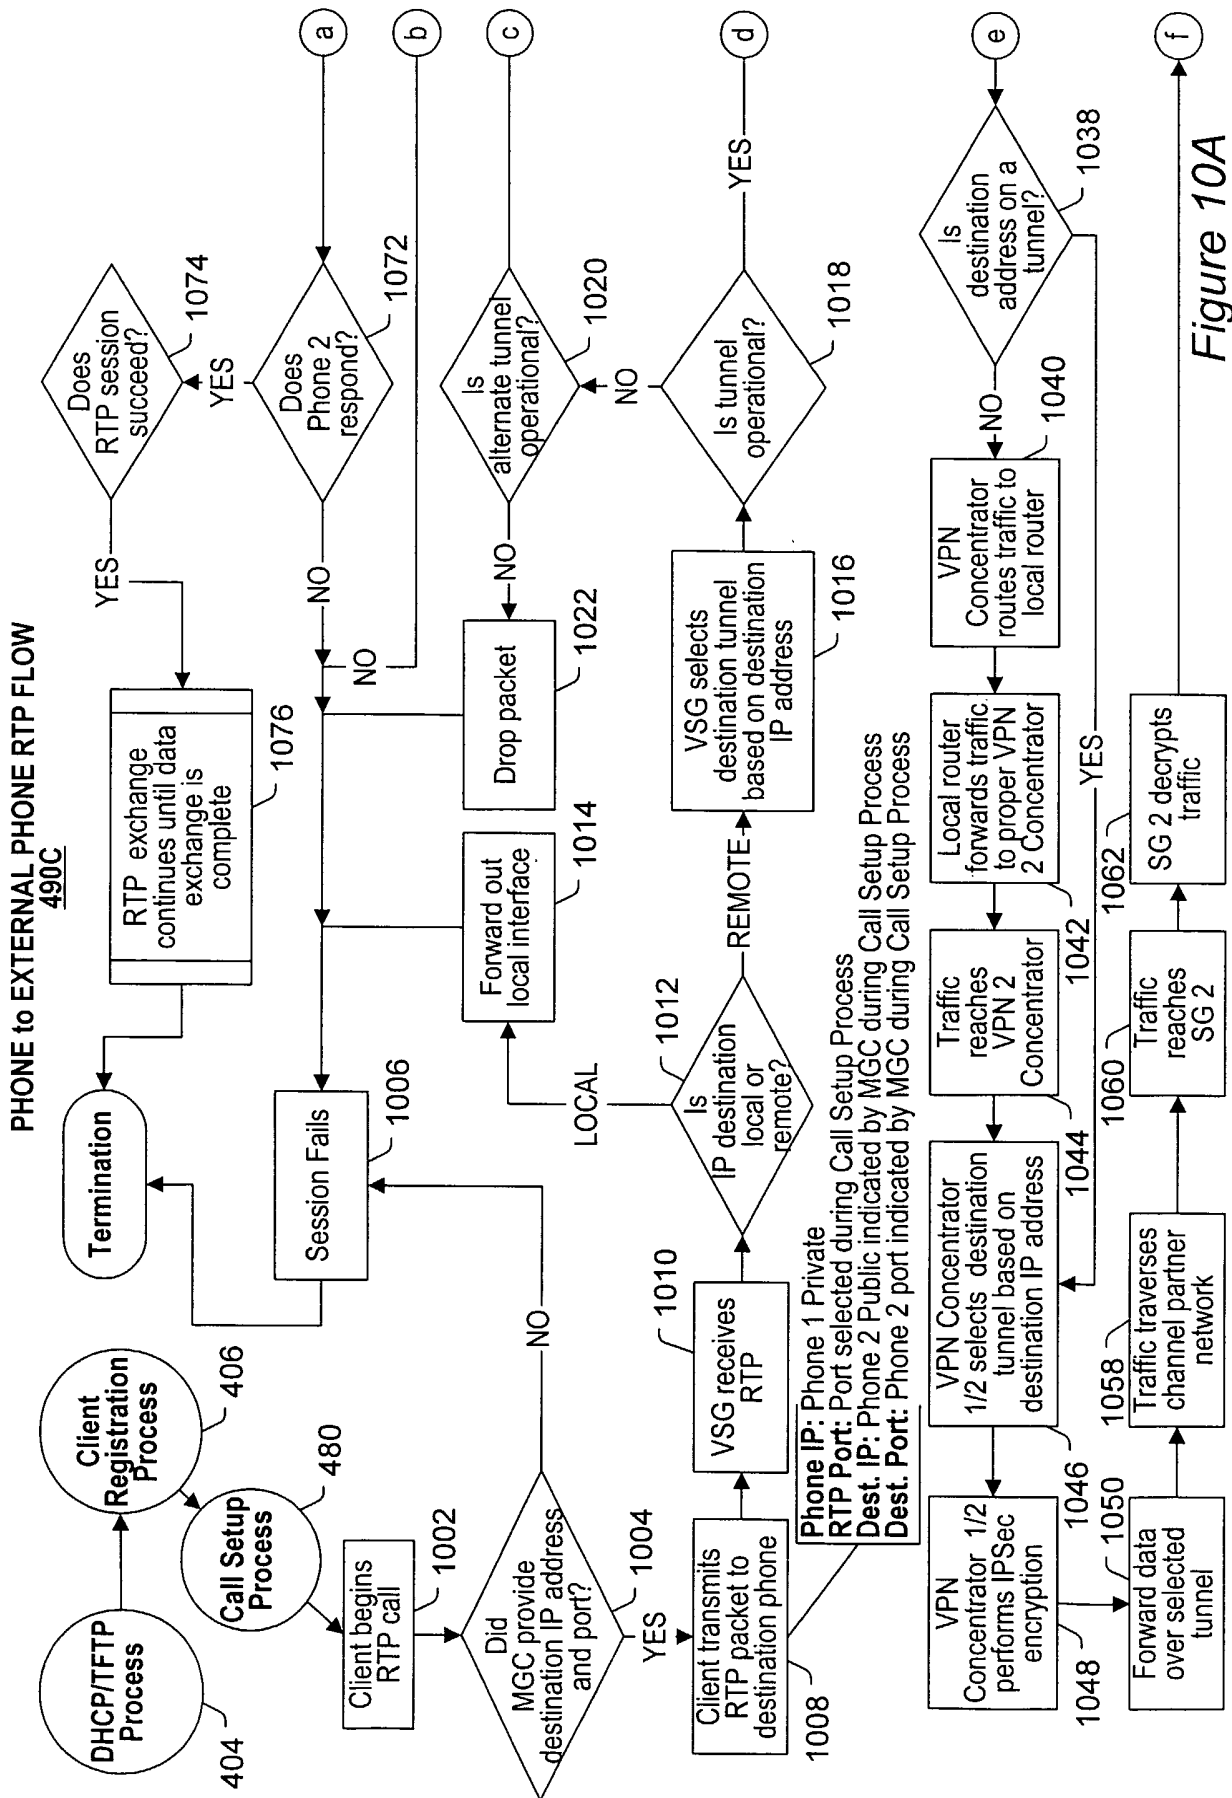 PHONE to EXTERNAL PHONE RTP FLOW
490C
DHCP/TFTP
Process
404
Client
Registration
Process
406
Call Setup
Process
480
Client begins
RTP call
1002
Did
MGC provide
destination IP address
and port?
1004
NO
YES
Termination
Session Fails
1006
RTP exchange
continues until data
exchange is
complete
1076
YES
Does
RTP session
succeed?
1074
YES
Does
Phone 2
respond?
1072
NO
a
NO
b
Forward out
local interface
1014
Drop packet
1022
NO
Is
alternate tunnel
operational?
1020
c
LOCAL
NO
Client transmits
RTP packet to
destination phone
1008
VSG receives
RTP
1010
Is
IP destination
local or
remote?
1012
REMOTE
VSG selects
destination tunnel
based on destination
IP address
1016
Is tunnel
operational?
1018
YES
d
Phone IP: Phone 1 Private
RTP Port: Port selected during Call Setup Process
Dest. IP: Phone 2 Public indicated by MGC during Call Setup Process
Dest. Port: Phone 2 port indicated by MGC during Call Setup Process
VPN
Concentrator 1/2
performs IPSec
encryption
1048
VPN Concentrator
1/2 selects destination
tunnel based on
destination IP address
1046
Traffic
reaches
VPN 2
Concentrator
1044
Local router
forwards traffic
to proper VPN
2 Concentrator
1042
VPN
Concentrator
routes traffic to
local router
1040
NO
Is
destination
address on a
tunnel?
1038
e
YES
Forward data
over selected
tunnel
1050
Traffic traverses
channel partner
network
1058
Traffic
reaches
SG 2
1060
SG 2 decrypts
traffic
1062
f
Figure 10A